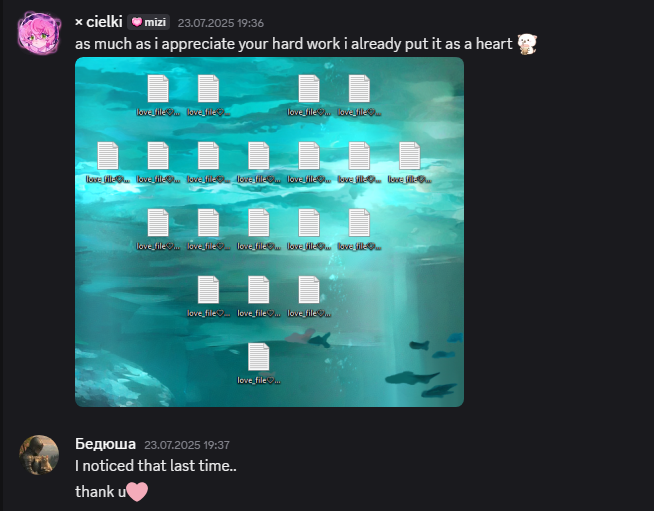 × cielki mizi 23.07.2025 19:36
as much as i appreciate your hard work i already put it as a heart
love_file♡... love_file♡... love_file♡... love_file♡...
love_file♡... love_file♡... love_file♡... love_file♡... love_file♡... love_file♡... love_file♡...
love_file♡... love_file♡... love_file♡... love_file♡... love_file♡...
love_file♡... love_file♡... love_file♡...
love_file♡...
Бедюша 23.07.2025 19:37
I noticed that last time..
thank u